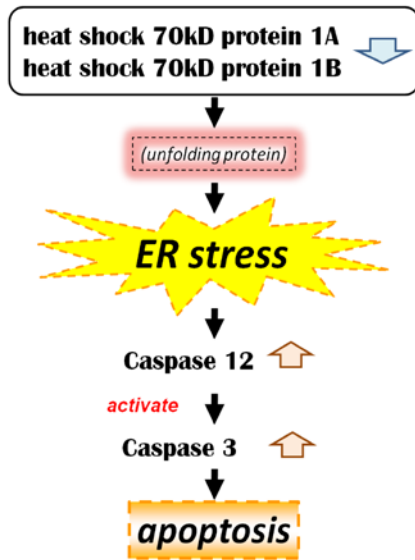 heat shock 70kD protein 1A
heat shock 70kD protein 1B
(unfolding protein)
ER stress
Caspase 12
activate
Caspase 3
apoptosis